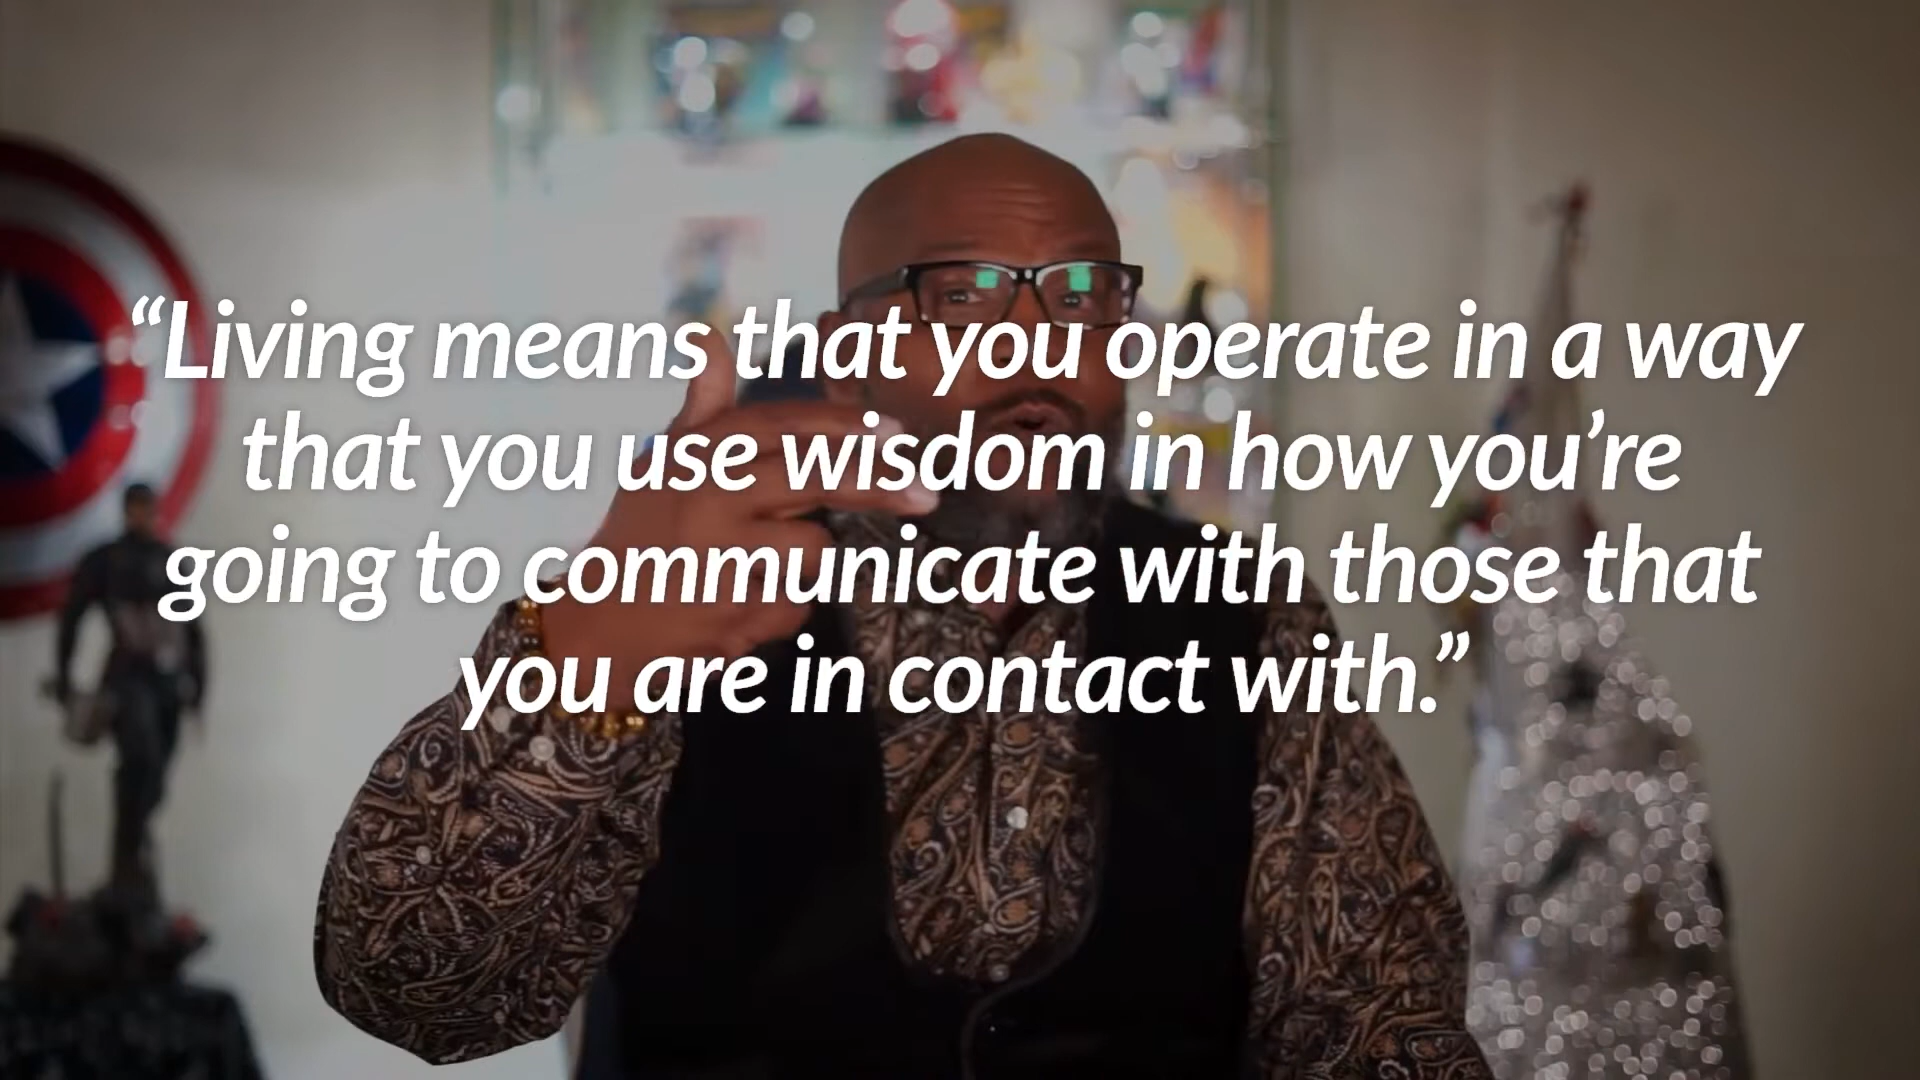 “Living means that you operate in a way
that you use wisdom in how you’re
going to communicate with those that
you are in contact with.”